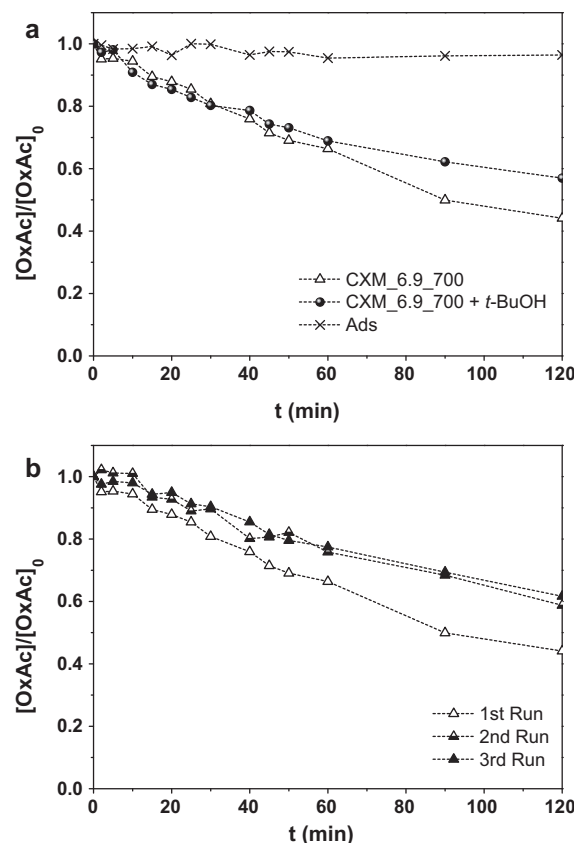 a
1.0
0.8
0.6
0.4
0.2
0.0
[OxAc]/[OxAc]0
CXM_6.9_700
CXM_6.9_700 + t-BuOH
Ads
0 20 40 60 80 100 120
t (min)
b
1.0
0.8
0.6
0.4
0.2
0.0
[OxAc]/[OxAc]0
1st Run
2nd Run
3rd Run
0 20 40 60 80 100 120
t (min)